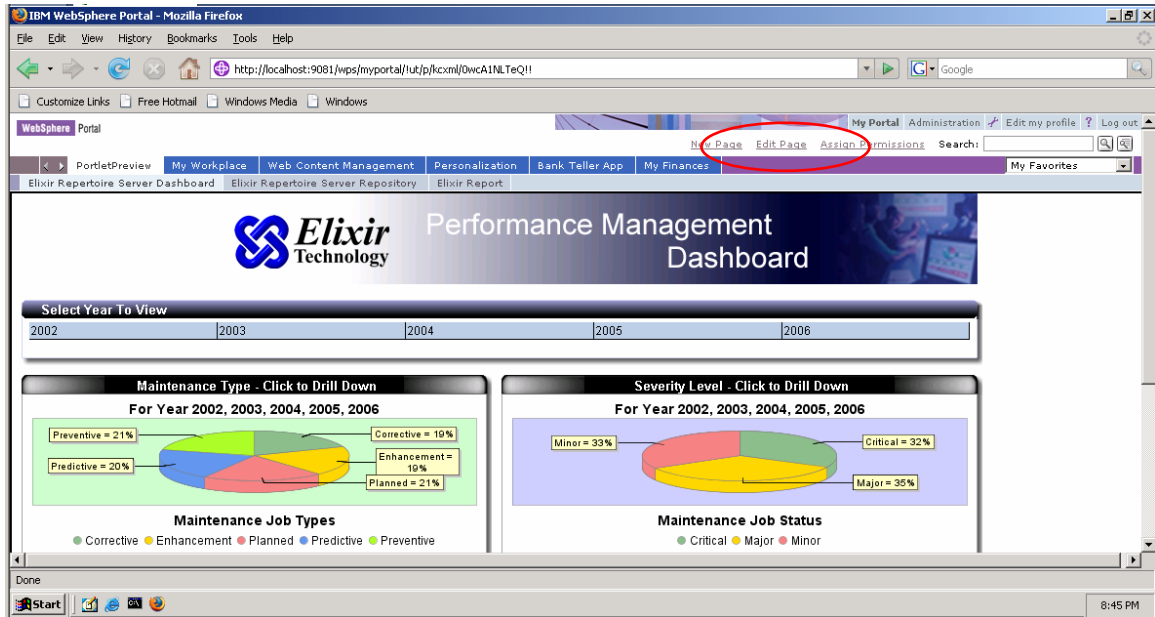 IBM WebSphere Portal - Mozilla Firefox
File Edit View History Bookmarks Tools Help
http://localhost:9081/wps/myportal/!ut/p/kcxml/0wcA1NLTeQ!! G Google
Customize Links Free Hotmail Windows Media Windows
WebSphere Portal My Portal Administration Edit my profile ? Log out
New Page Edit Page Assign Permissions Search:
PortletPreview My Workplace Web Content Management Personalization Bank Teller App My Finances My Favorites
Elixir Repertoire Server Dashboard Elixir Repertoire Server Repository Elixir Report
Elixir Technology
Performance Management
Dashboard
Select Year To View
2002 2003 2004 2005 2006
Maintenance Type - Click to Drill Down
For Year 2002, 2003, 2004, 2005, 2006
Preventive = 21% Corrective = 19%
Enhancement =
19%
Predictive = 20%
Planned = 21%
Maintenance Job Types
Corrective Enhancement Planned Predictive Preventive
Severity Level - Click to Drill Down
For Year 2002, 2003, 2004, 2005, 2006
Minor = 33% Critical = 32%
Major = 35%
Maintenance Job Status
Critical Major Minor
Done
Start 8:45 PM